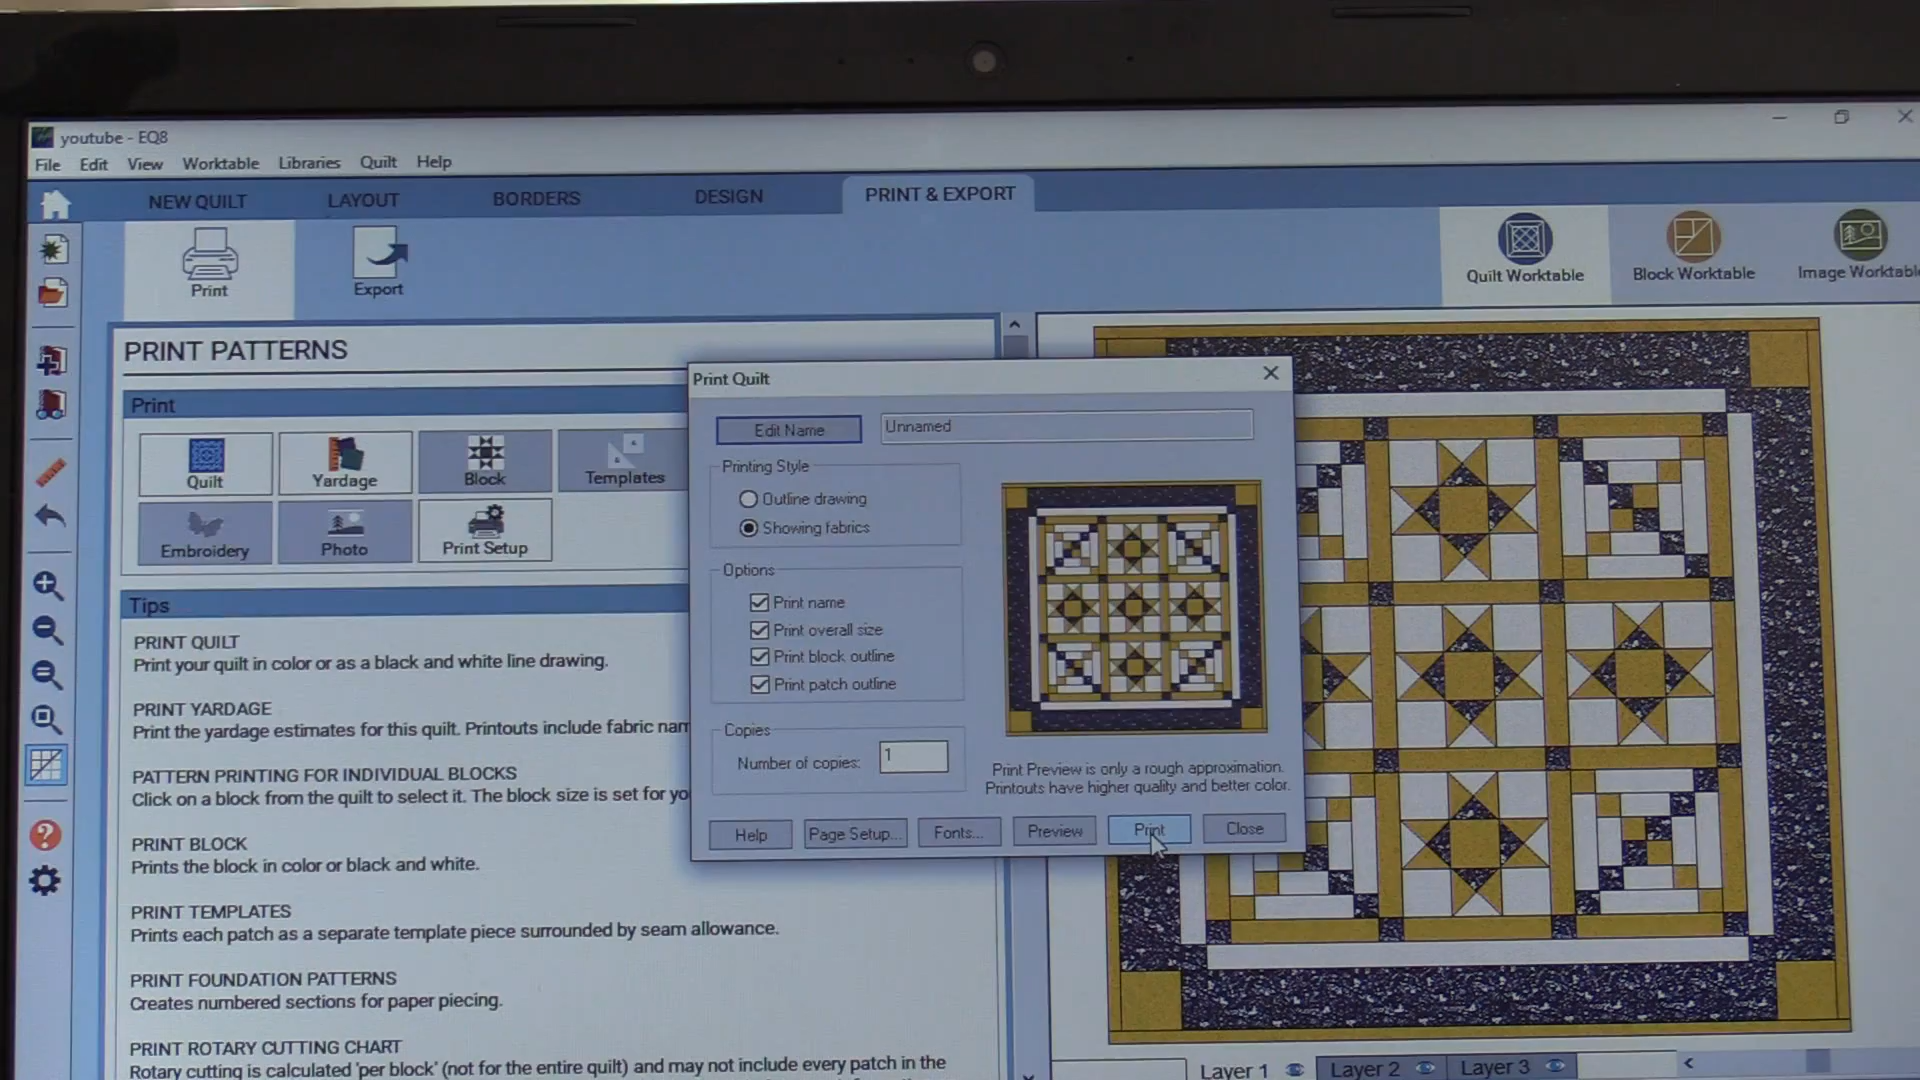 youtube - EQ8
File Edit View Worktable Libraries Quilt Help
NEW QUILT LAYOUT BORDERS DESIGN PRINT & EXPORT
Print Export
Quilt Worktable Block Worktable Image Worktabl
PRINT PATTERNS
Print
Quilt Yardage Block Templates
Embroidery Photo Print Setup
Tips
PRINT QUILT
Print your quilt in color or as a black and white line drawing.
PRINT YARDAGE
Print the yardage estimates for this quilt. Printouts include fabric nam
PATTERN PRINTING FOR INDIVIDUAL BLOCKS
Click on a block from the quilt to select it. The block size is set for yo
PRINT BLOCK
Prints the block in color or black and white.
PRINT TEMPLATES
Prints each patch as a separate template piece surrounded by seam allowance.
PRINT FOUNDATION PATTERNS
Creates numbered sections for paper piecing.
PRINT ROTARY CUTTING CHART
Rotary cutting is calculated 'per block' (not for the entire quilt) and may not include every patch in the
Print Quilt
Edit Name Unnamed
Printing Style
Outline drawing
Showing fabrics
Options
Print name
Print overall size
Print block outline
Print patch outline
Copies
Number of copies: 1
Print Preview is only a rough approximation.
Printouts have higher quality and better color.
Help Page Setup... Fonts... Preview Print Close
Layer 1 Layer 2 Layer 3